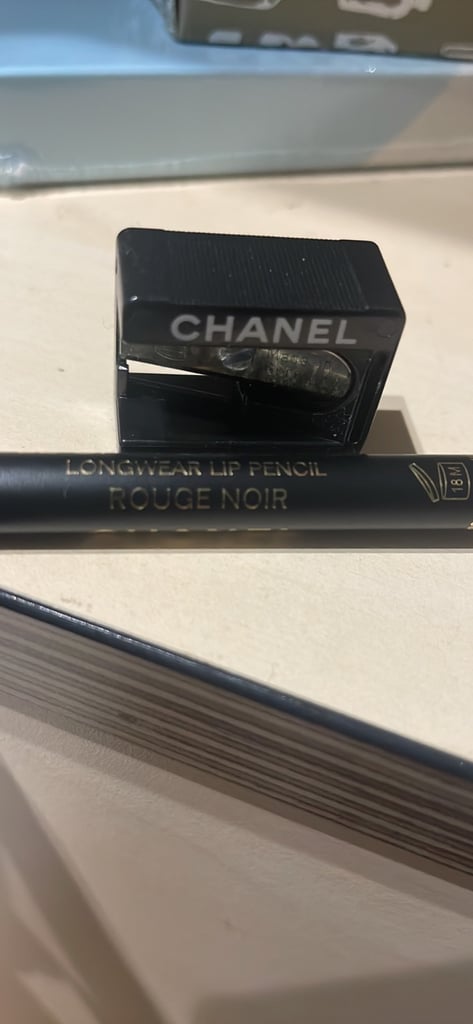 CHANEL
LONGWEAR LIP PENCIL
ROUGE NOIR
18M